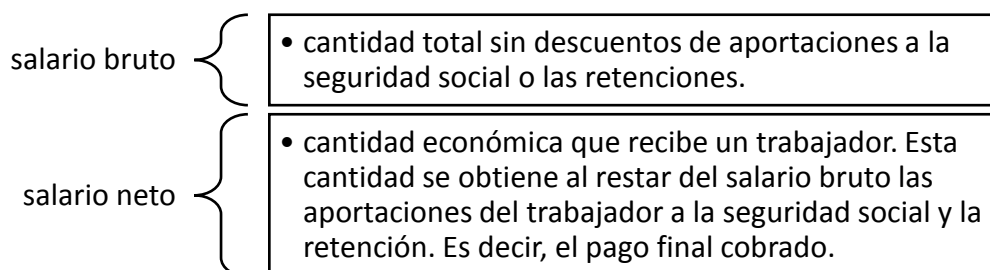 salario bruto
• cantidad total sin descuentos de aportaciones a la
seguridad social o las retenciones.
salario neto
• cantidad económica que recibe un trabajador. Esta
cantidad se obtiene al restar del salario bruto las
aportaciones del trabajador a la seguridad social y la
retención. Es decir, el pago final cobrado.